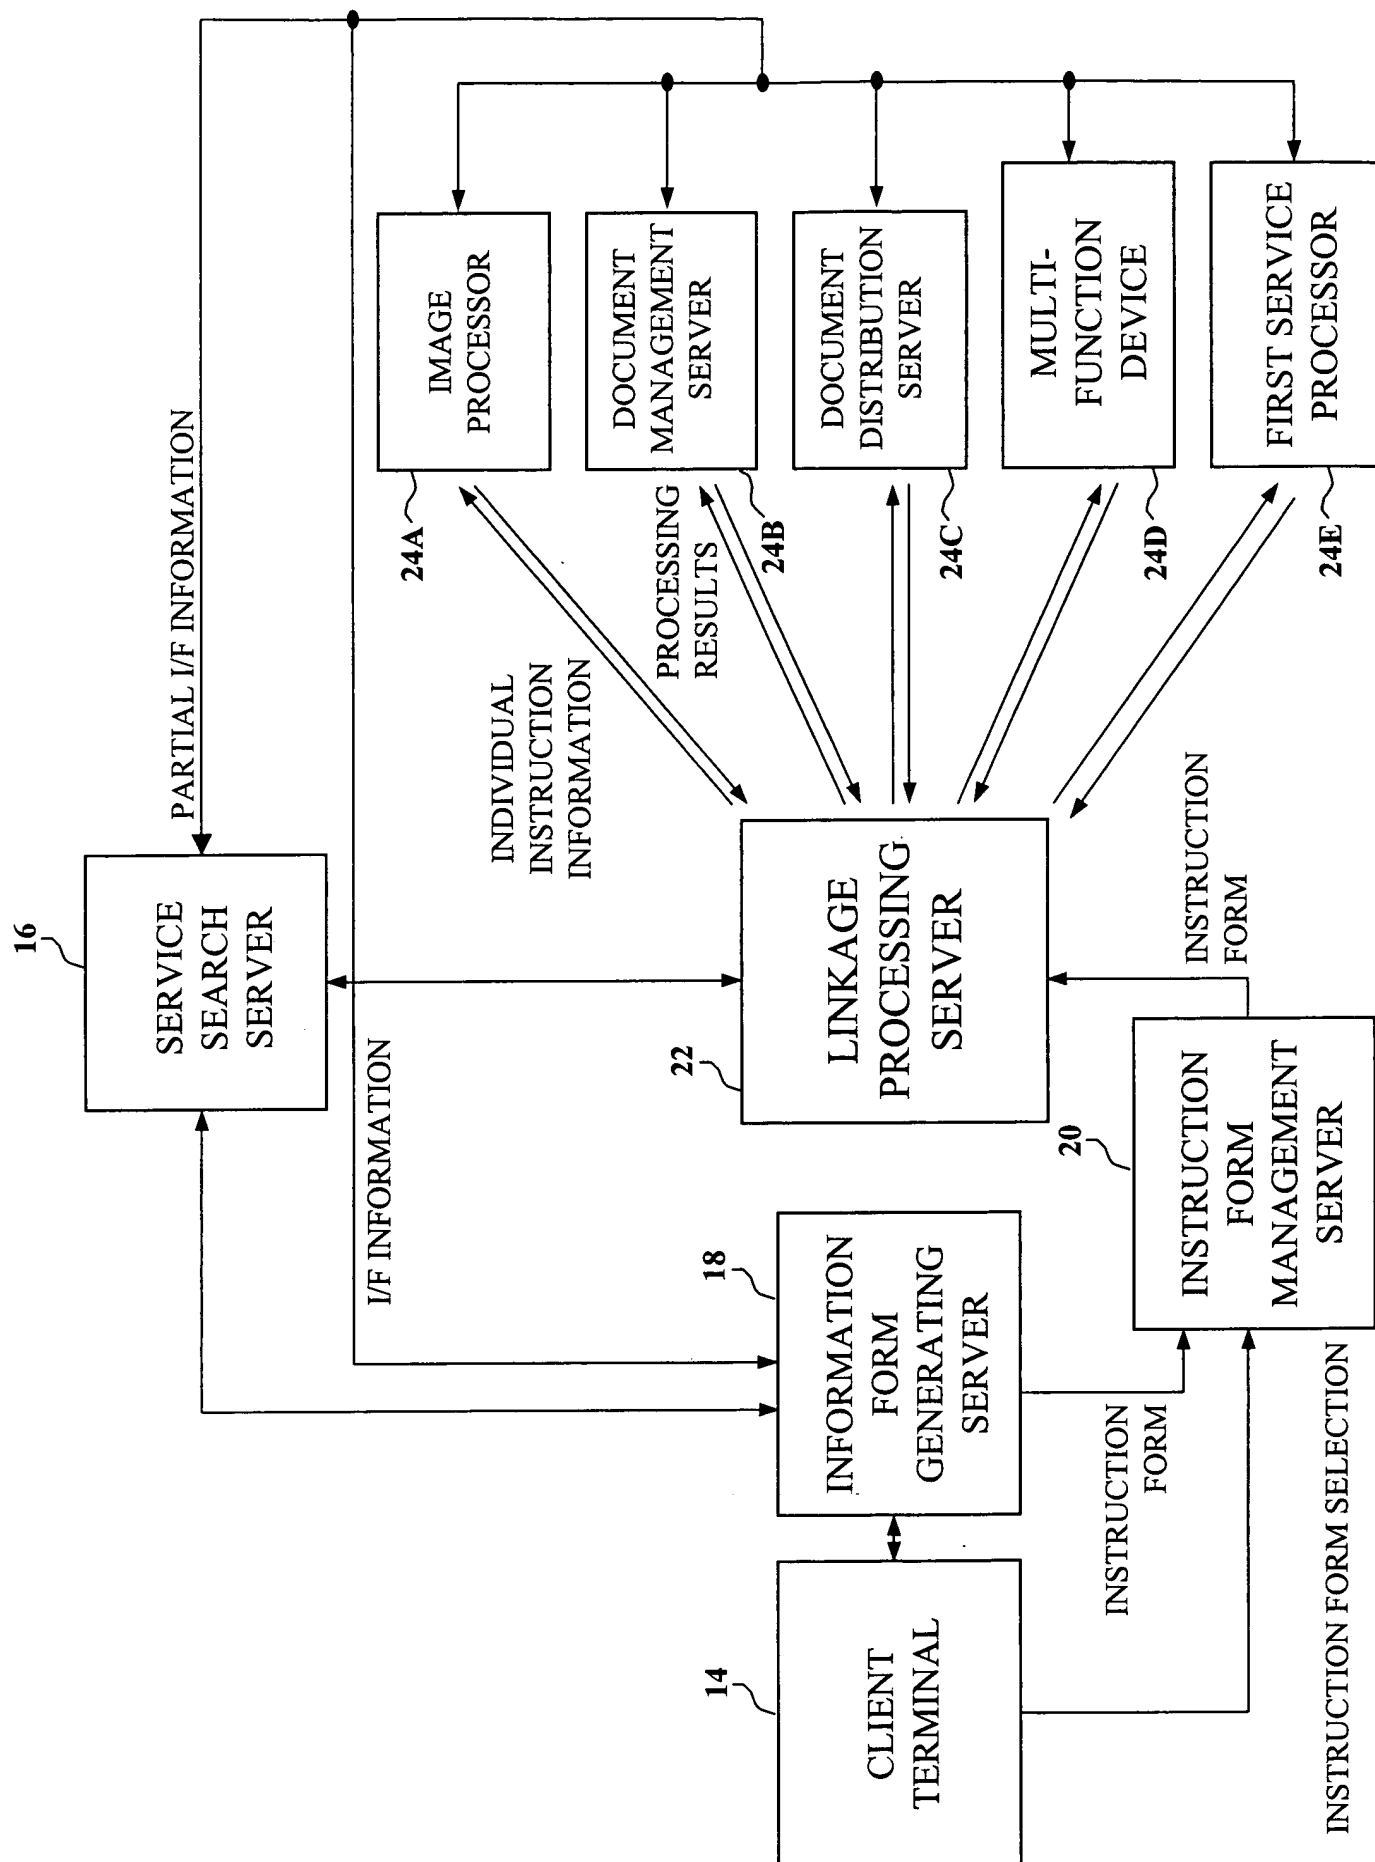 16
SERVICE
SEARCH
SERVER
PARTIAL I/F INFORMATION
I/F INFORMATION
14
CLIENT
TERMINAL
18
INFORMATION
FORM
GENERATING
SERVER
22
LINKAGE
PROCESSING
SERVER
INDIVIDUAL
INSTRUCTION
INFORMATION
PROCESSING
RESULTS
24A
IMAGE
PROCESSOR
24B
DOCUMENT
MANAGEMENT
SERVER
24C
DOCUMENT
DISTRIBUTION
SERVER
24D
MULTI-
FUNCTION
DEVICE
24E
FIRST SERVICE
PROCESSOR
INSTRUCTION
FORM
20
INSTRUCTION
FORM
MANAGEMENT
SERVER
INSTRUCTION
FORM
INSTRUCTION FORM SELECTION